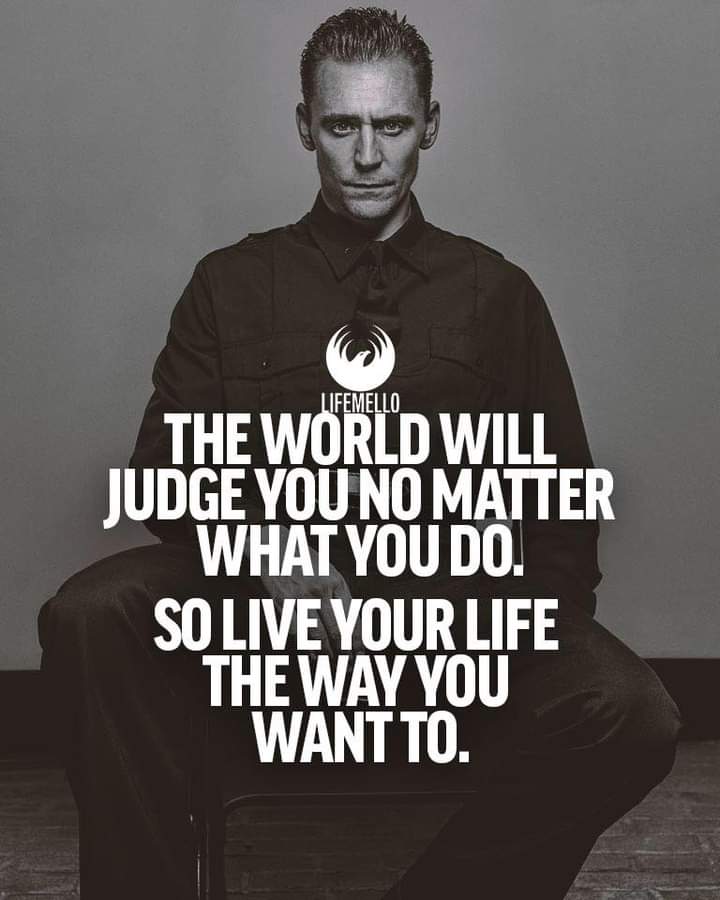 LIFEMELLO
THE WORLD WILL
JUDGE YOU NO MATTER
WHAT YOU DO.
SO LIVE YOUR LIFE
THE WAY YOU
WANT TO.